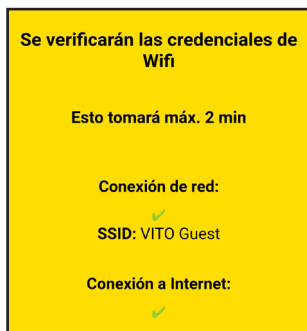 Se verificarán las credenciales de
Wifi
Esto tomará máx. 2 min
Conexión de red:
✔
SSID: VITO Guest
Conexión a Internet:
✔